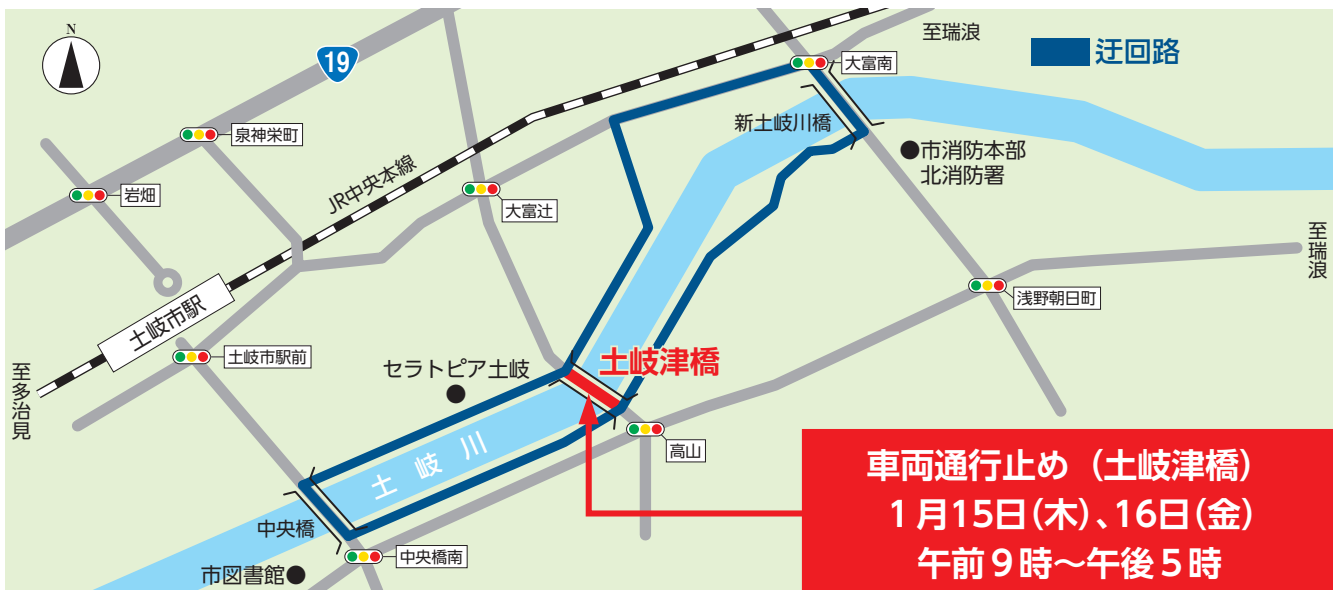 N
19
至瑞浪
迂回路
大富南
泉神栄町
新土岐川橋
市消防本部
北消防署
JR中央本線
岩畑
大富辻
至瑞浪
浅野朝日町
土岐市駅
土岐市駅前
セラトピア土岐
土岐津橋
至多治見
高山
土岐川
中央橋
中央橋南
市図書館
車両通行止め（土岐津橋）
1月15日(木)、16日(金)
午前9時～午後5時